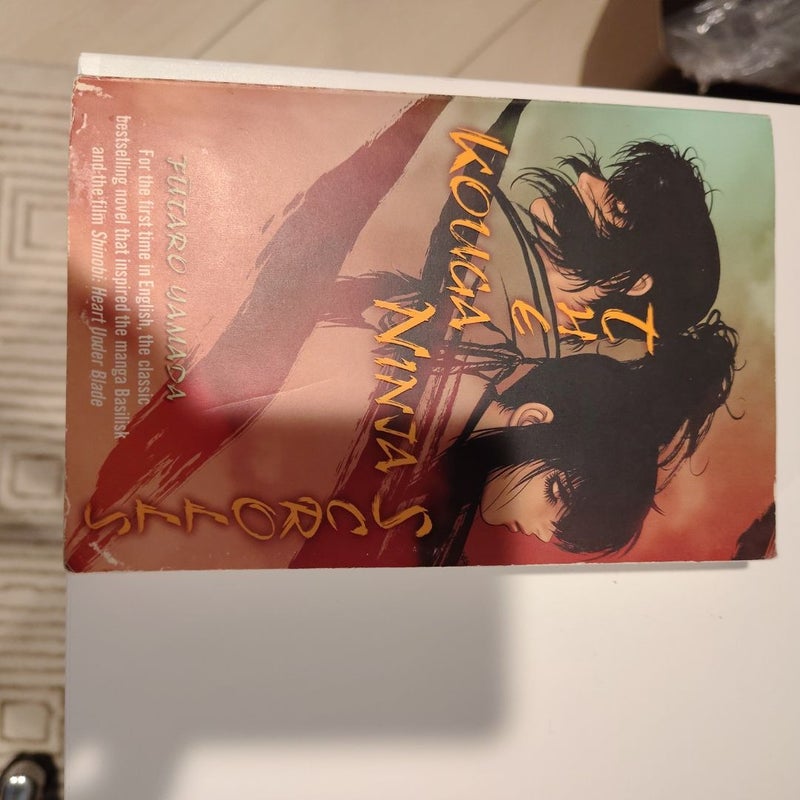 THE
KOUGA
NINJA
SCROLLS
FUTARO YAMADA
For the first time in English, the classic
bestselling novel that inspired the manga Basilisk
and the film Shinobi: Heart Under Blade